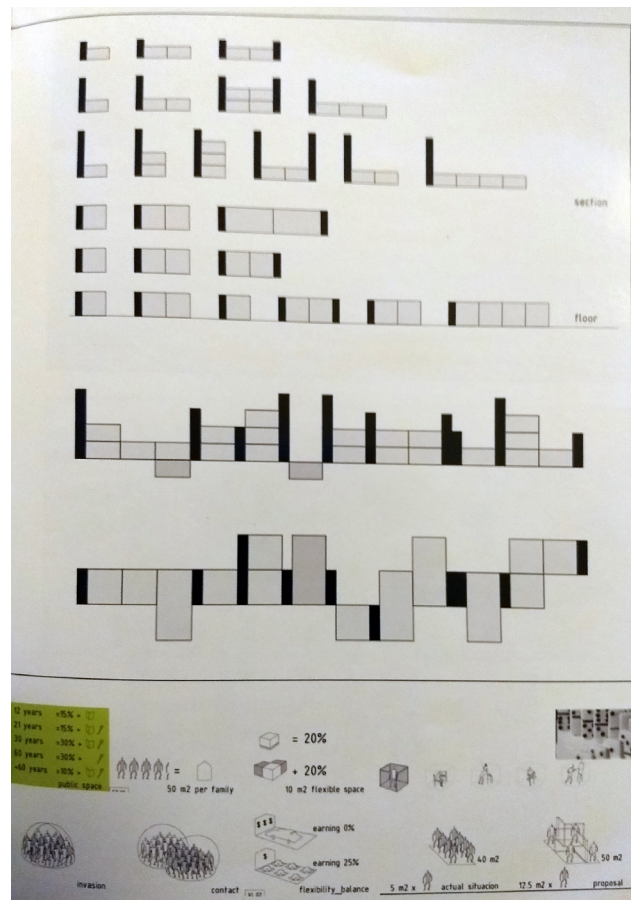 section
floor
12 years =15% +
21 years =15% +
30 years =30% +
60 years =30% +
+60 years =10% +
public space
=
50 m2 per family
= 20%
+ 20%
10 m2 flexible space
invasion
contact
$ $ $
earning 0%
$
earning 25%
flexibility_balance
40 m2
5 m2 x
actual situacion
50 m2
12.5 m2 x
proposal